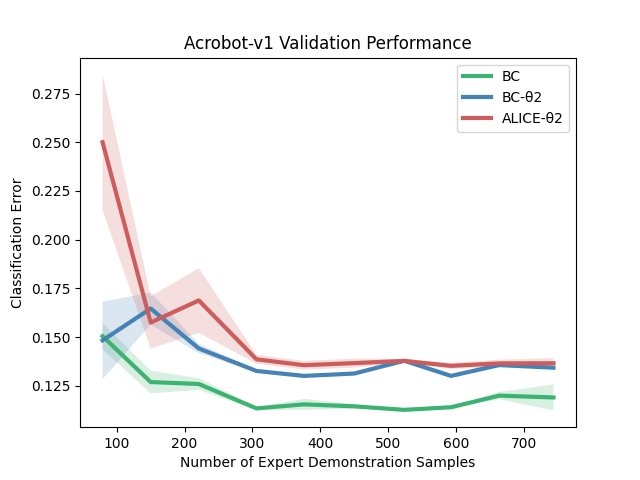 Acrobot-v1 Validation Performance
BC
BC-θ2
ALICE-θ2
Classification Error
0.275
0.250
0.225
0.200
0.175
0.150
0.125
100 200 300 400 500 600 700
Number of Expert Demonstration Samples